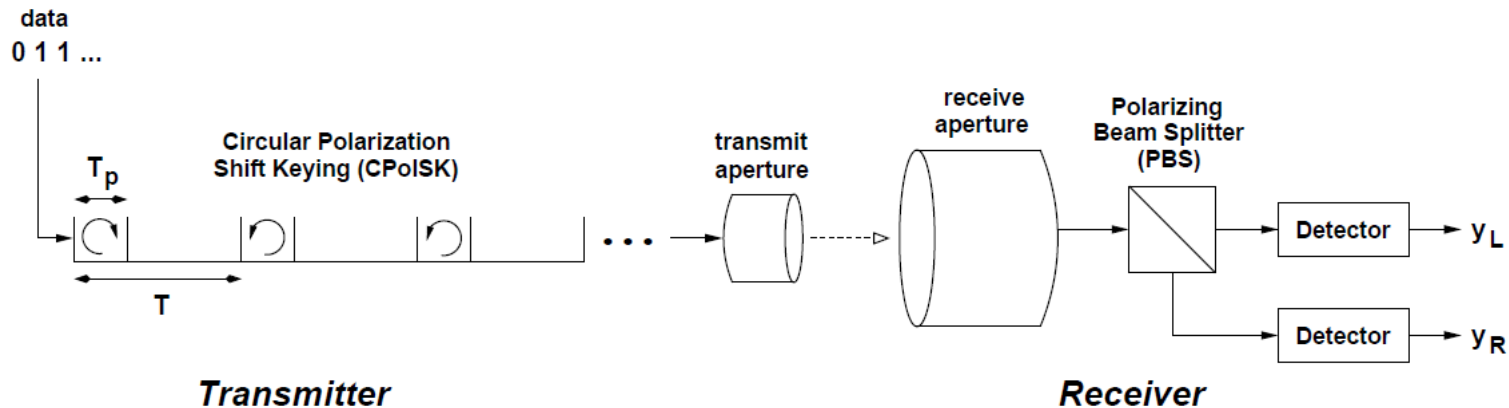 data
0 1 1 ...
Circular Polarization
Shift Keying (CPolSK)
Tp
T
transmit
aperture
receive
aperture
Polarizing
Beam Splitter
(PBS)
Detector
yL
Detector
yR
Transmitter
Receiver